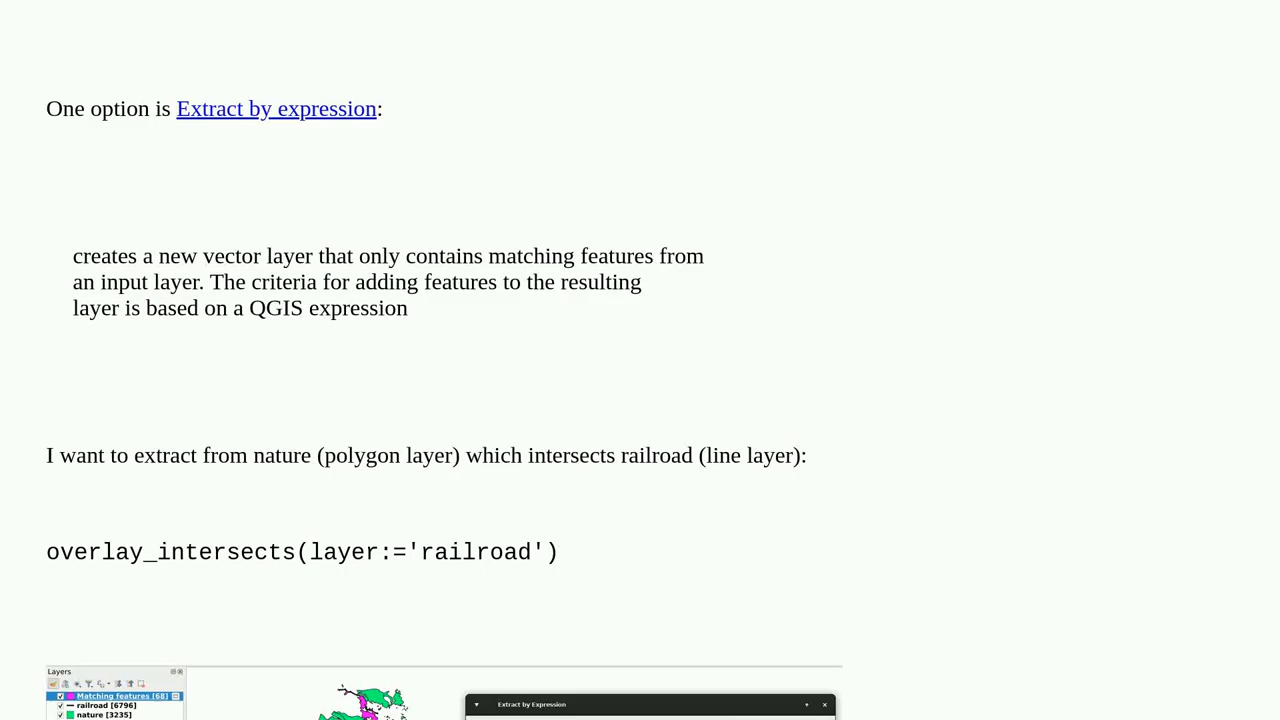 One option is Extract by expression:
creates a new vector layer that only contains matching features from
an input layer. The criteria for adding features to the resulting
layer is based on a QGIS expression
I want to extract from nature (polygon layer) which intersects railroad (line layer):
overlay_intersects(layer:='railroad')
Layers
Matching features [68]
railroad [6796]
nature [3235]
Extract by Expression